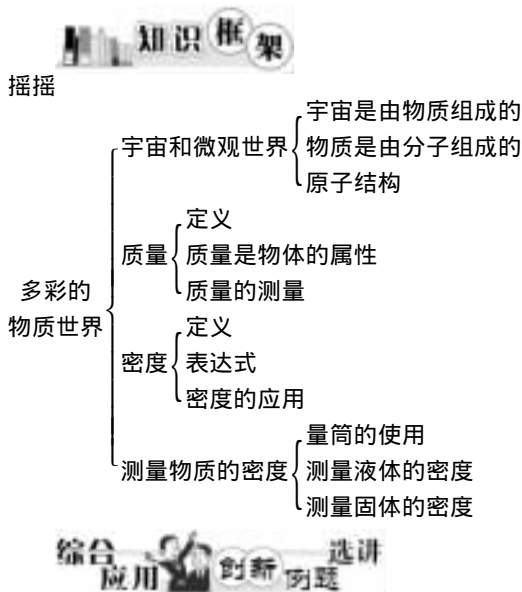 知识框架
摇摇
宇宙是由物质组成的
宇宙和微观世界
物质是由分子组成的
原子结构
定义
质量
质量是物体的属性
质量的测量
多彩的
物质世界
定义
密度
表达式
密度的应用
量筒的使用
测量物质的密度
测量液体的密度
测量固体的密度
综合应用 创新例题选讲